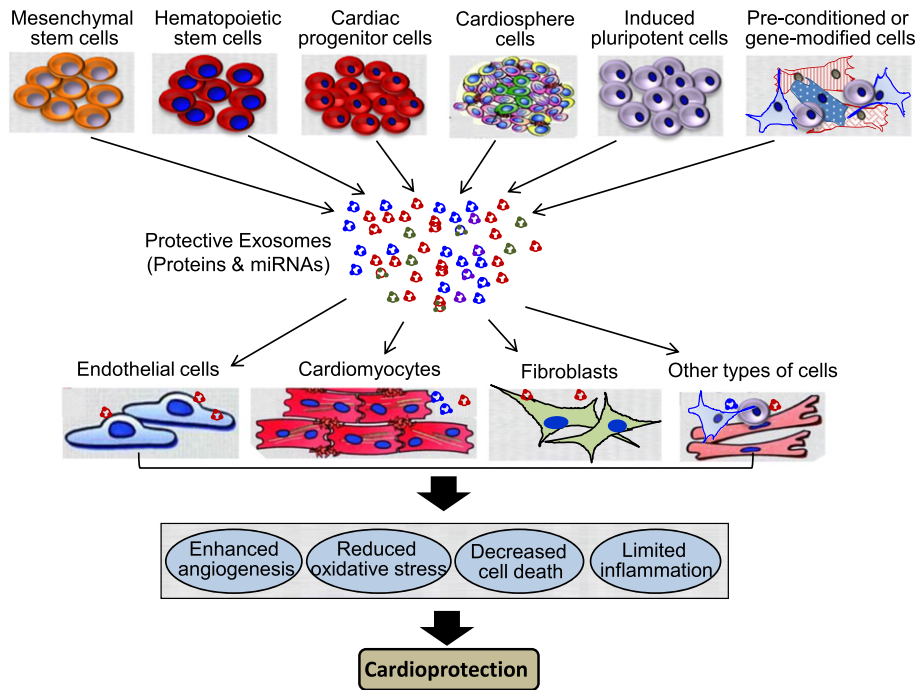 Mesenchymal
stem cells
Hematopoietic
stem cells
Cardiac
progenitor cells
Cardiosphere
cells
Induced
pluripotent cells
Pre-conditioned or
gene-modified cells
Protective Exosomes
(Proteins & miRNAs)
Endothelial cells
Cardiomyocytes
Fibroblasts
Other types of cells
Enhanced
angiogenesis
Reduced
oxidative stress
Decreased
cell death
Limited
inflammation
Cardioprotection